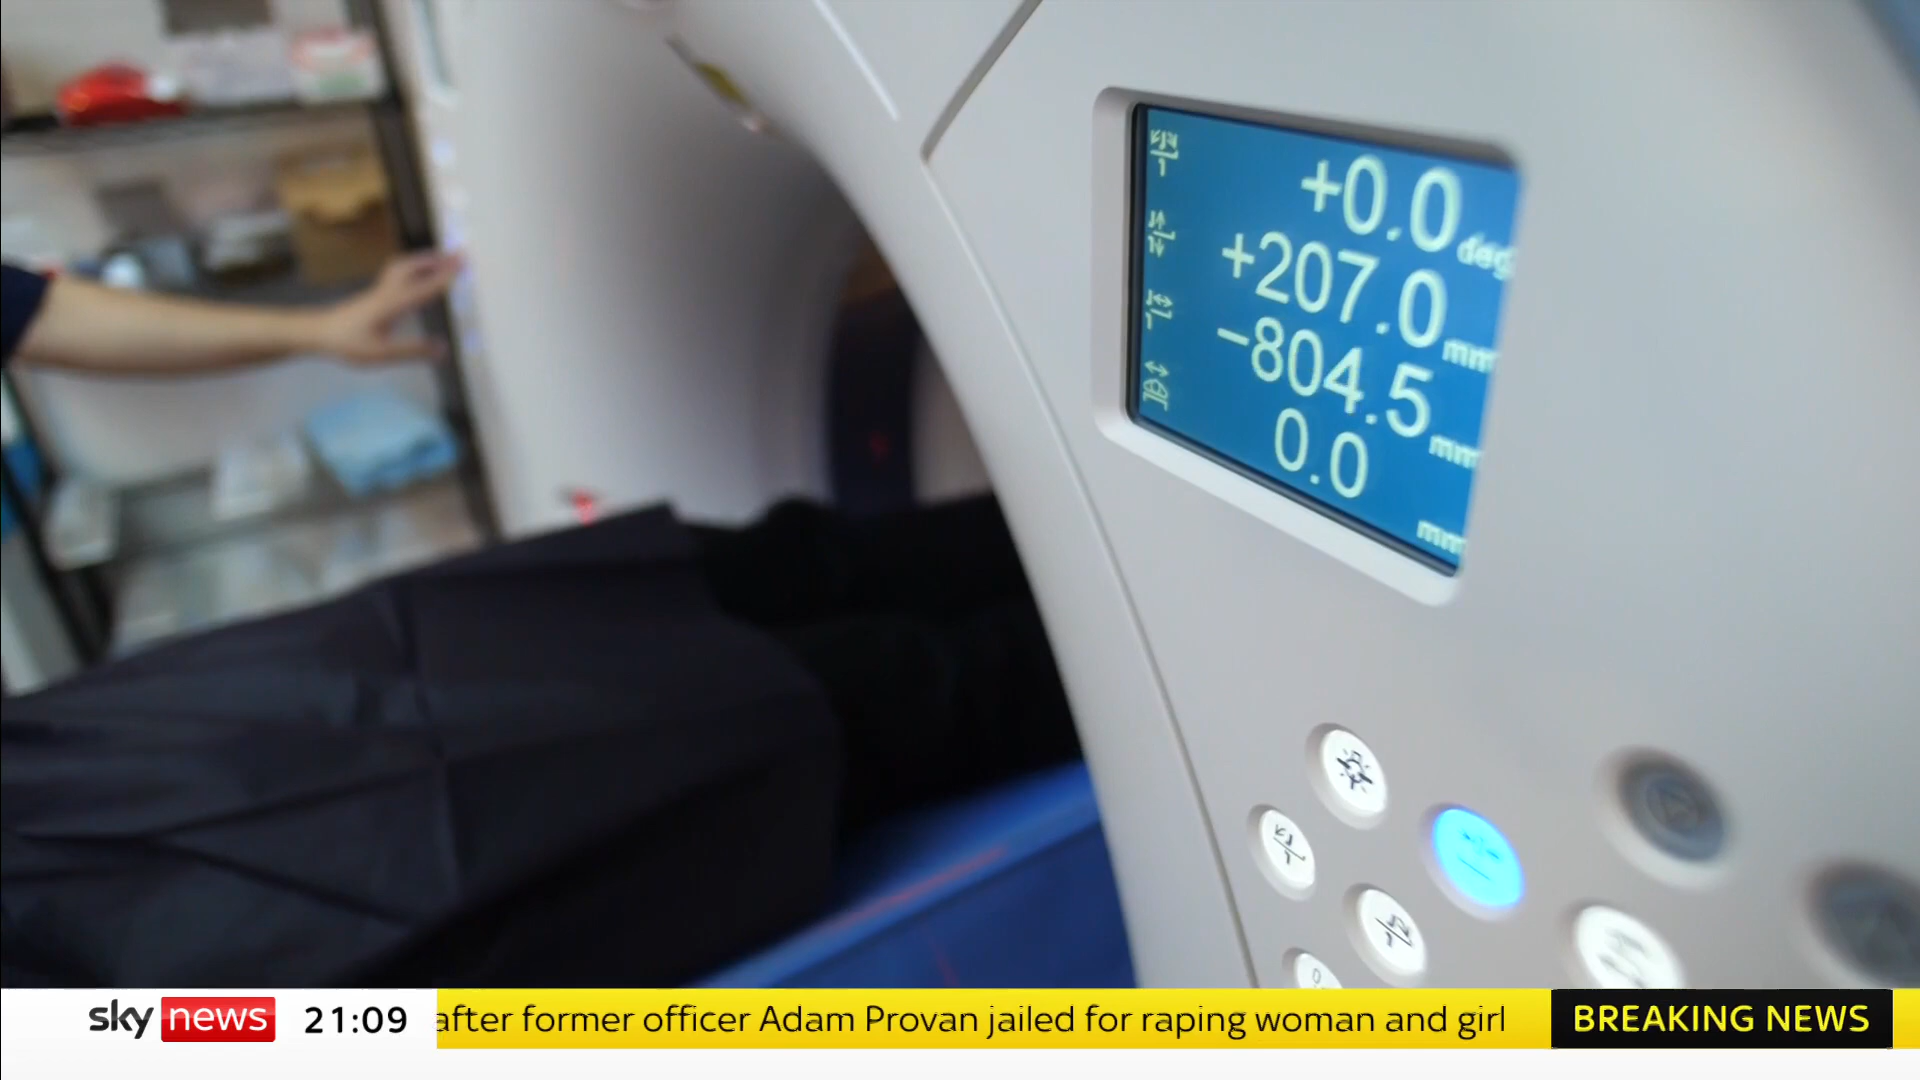 +0.0 deg
+207.0 mm
-804.5 mm
0.0 mm
sky news 21:09 after former officer Adam Provan jailed for raping woman and girl BREAKING NEWS